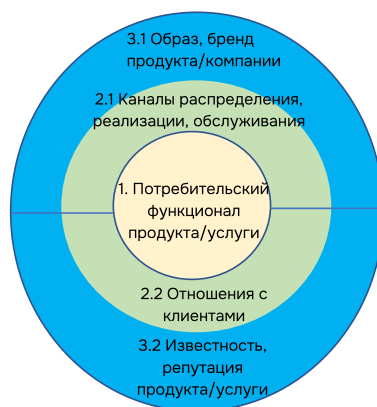 3.1 Образ, бренд
продукта/компании
2.1 Каналы распределения,
реализации, обслуживания
1. Потребительский
функционал
продукта/услуги
2.2 Отношения с
клиентами
3.2 Известность,
репутация
продукта/услуги